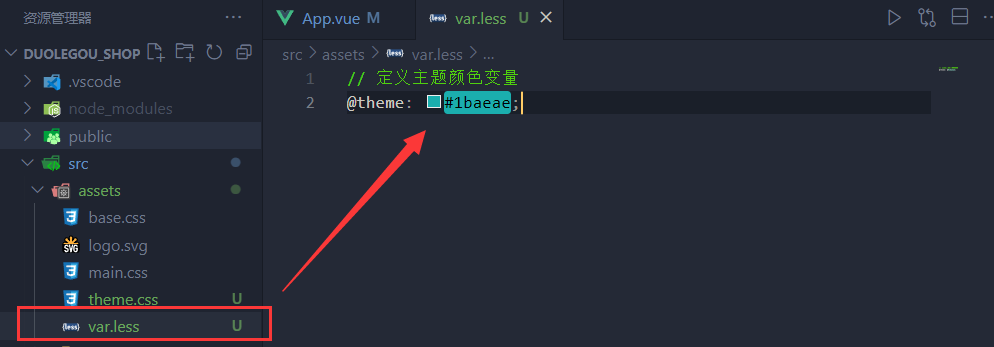 资源管理器
DUOLEGOU_SHOP
.vscode
node_modules
public
src
assets
base.css
logo.svg
main.css
theme.css U
var.less U
App.vue M
var.less U
src > assets > var.less > ...
1 // 定义主题颜色变量
2 @theme: #1baeae;